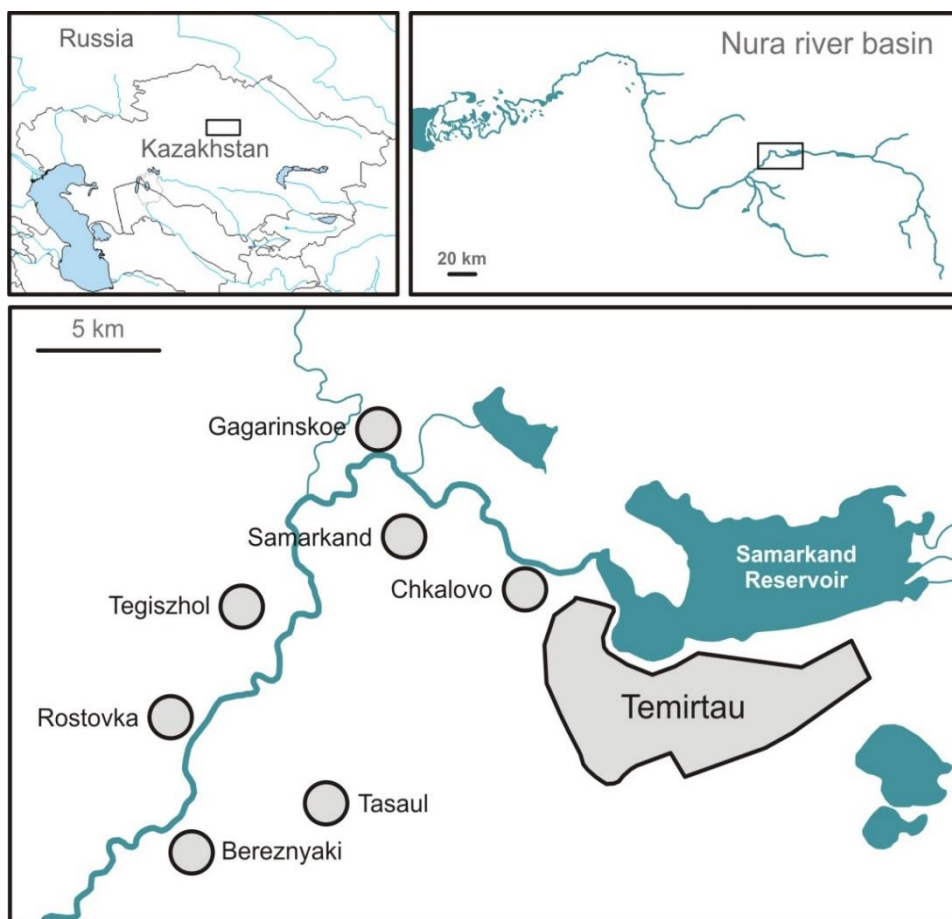 Russia
Kazakhstan
Nura river basin
20 km
5 km
Gagarinskoe
Samarkand
Chkalovo
Samarkand
Reservoir
Tegiszhol
Temirtau
Rostovka
Tasaul
Bereznyaki